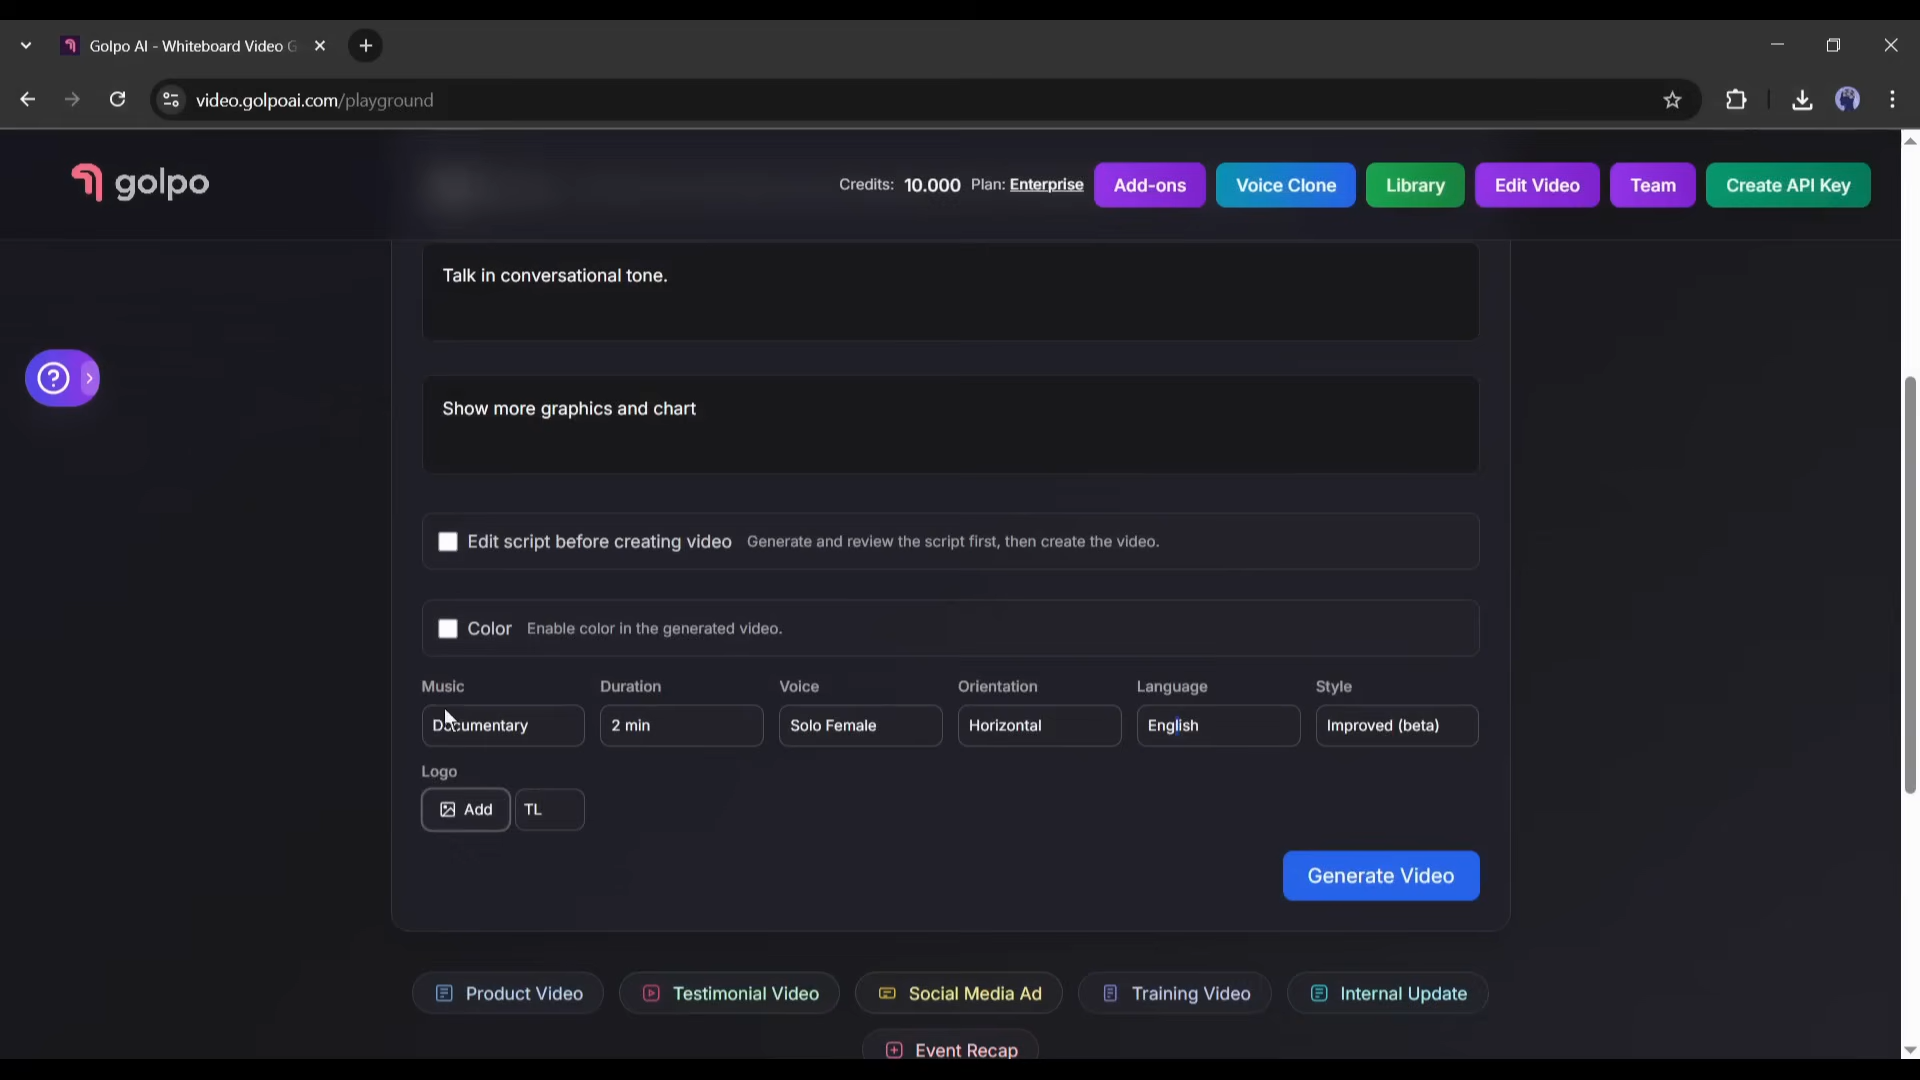 Golpo AI - Whiteboard Video G
video.golpoai.com/playground
golpo
Credits: 10.000 Plan: Enterprise
Add-ons
Voice Clone
Library
Edit Video
Team
Create API Key
Talk in conversational tone.
Show more graphics and chart
Edit script before creating video Generate and review the script first, then create the video.
Color Enable color in the generated video.
Music Duration Voice Orientation Language Style
Documentary 2 min Solo Female Horizontal English Improved (beta)
Logo
Add TL
Generate Video
Product Video Testimonial Video Social Media Ad Training Video Internal Update
Event Recap